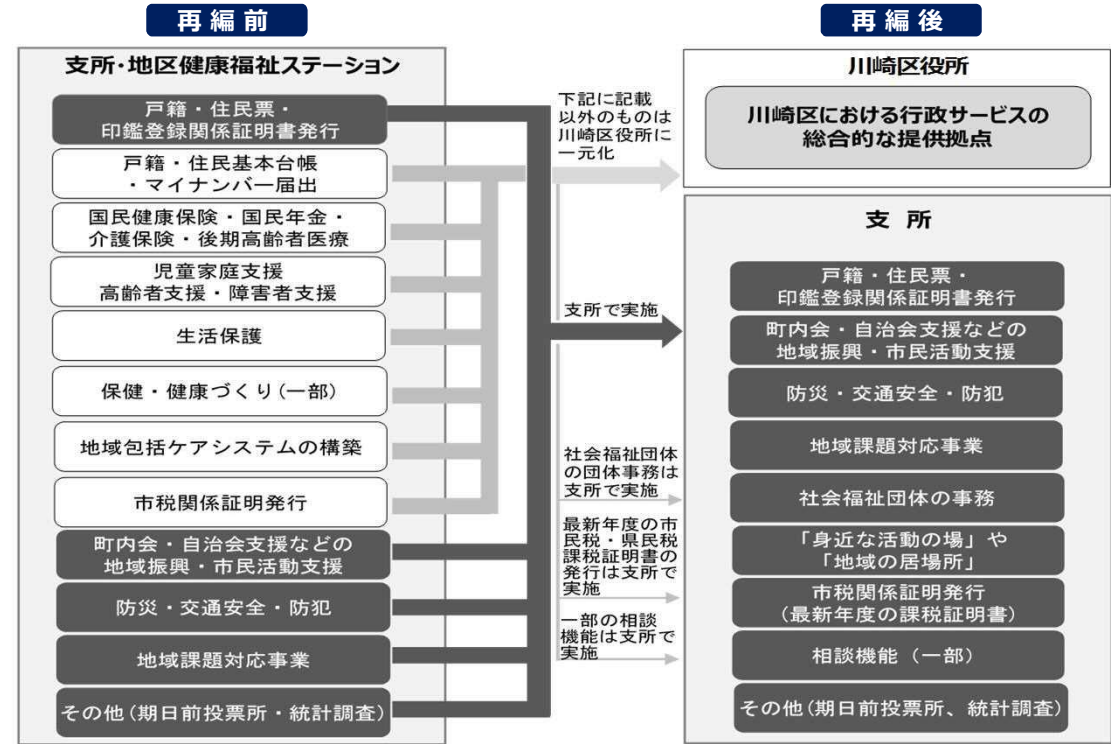 再編前
支所・地区健康福祉ステーション
戸籍・住民票・
印鑑登録関係証明書発行
戸籍・住民基本台帳
・マイナンバー届出
国民健康保険・国民年金・
介護保険・後期高齢者医療
児童家庭支援
高齢者支援・障害者支援
生活保護
保健・健康づくり(一部)
地域包括ケアシステムの構築
市税関係証明発行
町内会・自治会支援などの
地域振興・市民活動支援
防災・交通安全・防犯
地域課題対応事業
その他(期日前投票所・統計調査)
下記に記載
以外のものは
川崎区役所に
一元化
支所で実施
社会福祉団体
の団体事務は
支所で実施
最新年度の市
民税・県民税
課税証明書の
発行は支所で
実施
一部の相談
機能は支所で
実施
再編後
川崎区役所
川崎区における行政サービスの
総合的な提供拠点
支所
戸籍・住民票・
印鑑登録関係証明書発行
町内会・自治会支援などの
地域振興・市民活動支援
防災・交通安全・防犯
地域課題対応事業
社会福祉団体の事務
「身近な活動の場」や
「地域の居場所」
市税関係証明発行
(最新年度の課税証明書)
相談機能(一部)
その他(期日前投票所、統計調査)